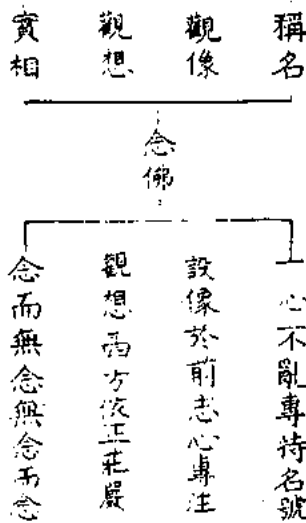 稱名
觀像
觀想
實相
念佛
一心不亂專持名號
設像於前志心專注
觀想西方依正莊嚴
念而無念無念而念